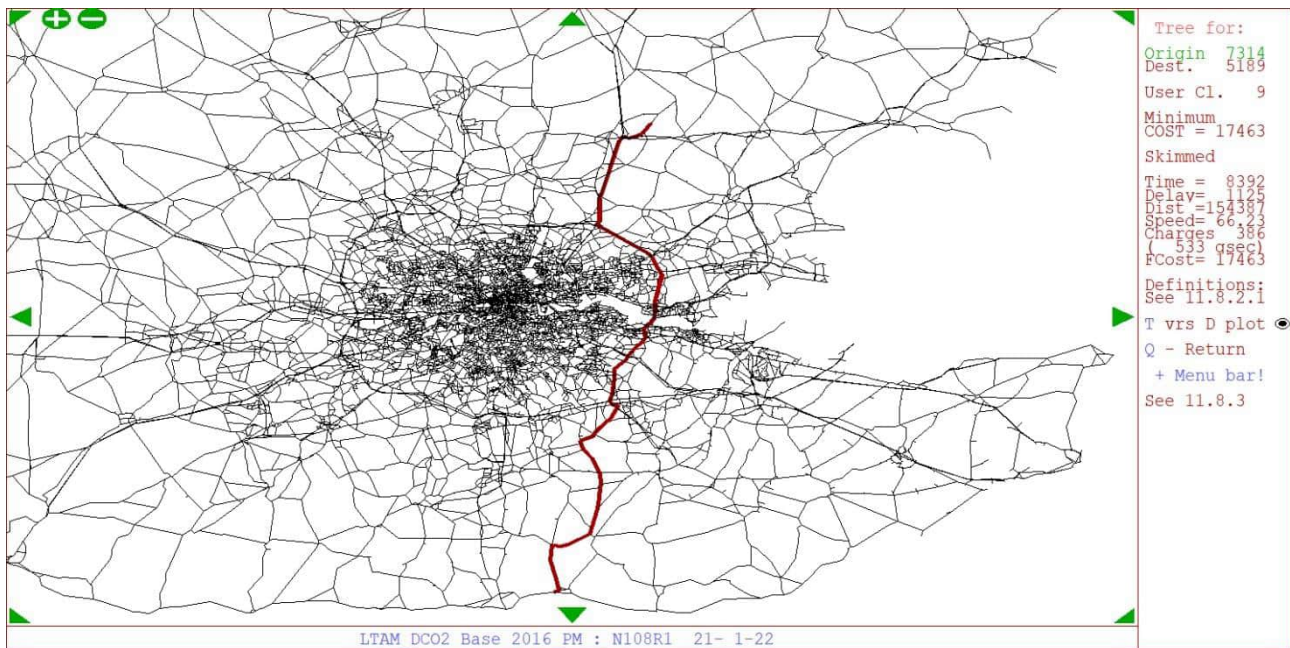 Tree for:
Origin 7314
Dest. 5189
User Cl. 9
Minimum
COST = 17463
Skimmed
Time = 8392
Delay= 1125
Dist =154387
Speed= 66.23
Charges 386
( 533 gsec)
FCost= 17463
Definitions:
See 11.8.2.1
T vrs D plot
Q - Return
+ Menu bar!
See 11.8.3
LTAM DCO2 Base 2016 PM : N108R1 21- 1-22